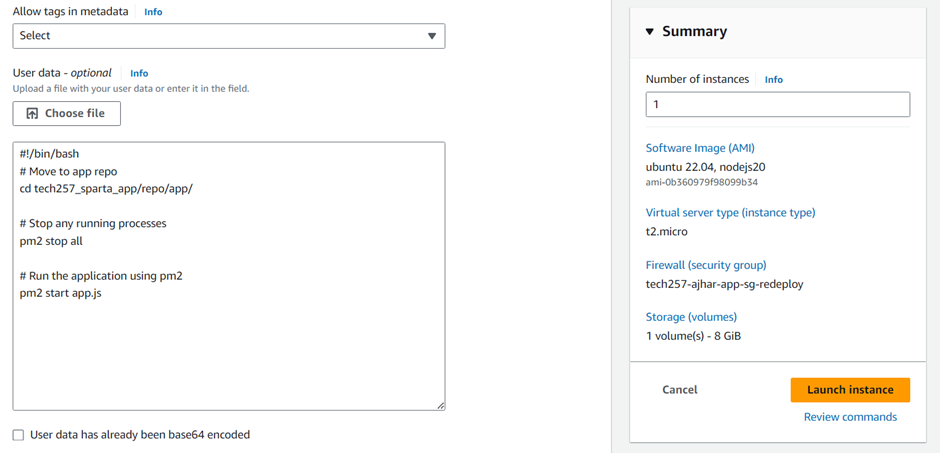 Allow tags in metadata Info
Select
User data - optional Info
Upload a file with your user data or enter it in the field.
Choose file
#!/bin/bash
# Move to app repo
cd tech257_sparta_app/repo/app/
# Stop any running processes
pm2 stop all
# Run the application using pm2
pm2 start app.js
User data has already been base64 encoded
Summary
Number of instances Info
1
Software Image (AMI)
ubuntu 22.04, nodejs20
ami-0b360979f98099b34
Virtual server type (instance type)
t2.micro
Firewall (security group)
tech257-ajhar-app-sg-redeploy
Storage (volumes)
1 volume(s) - 8 GiB
Cancel
Launch instance
Review commands